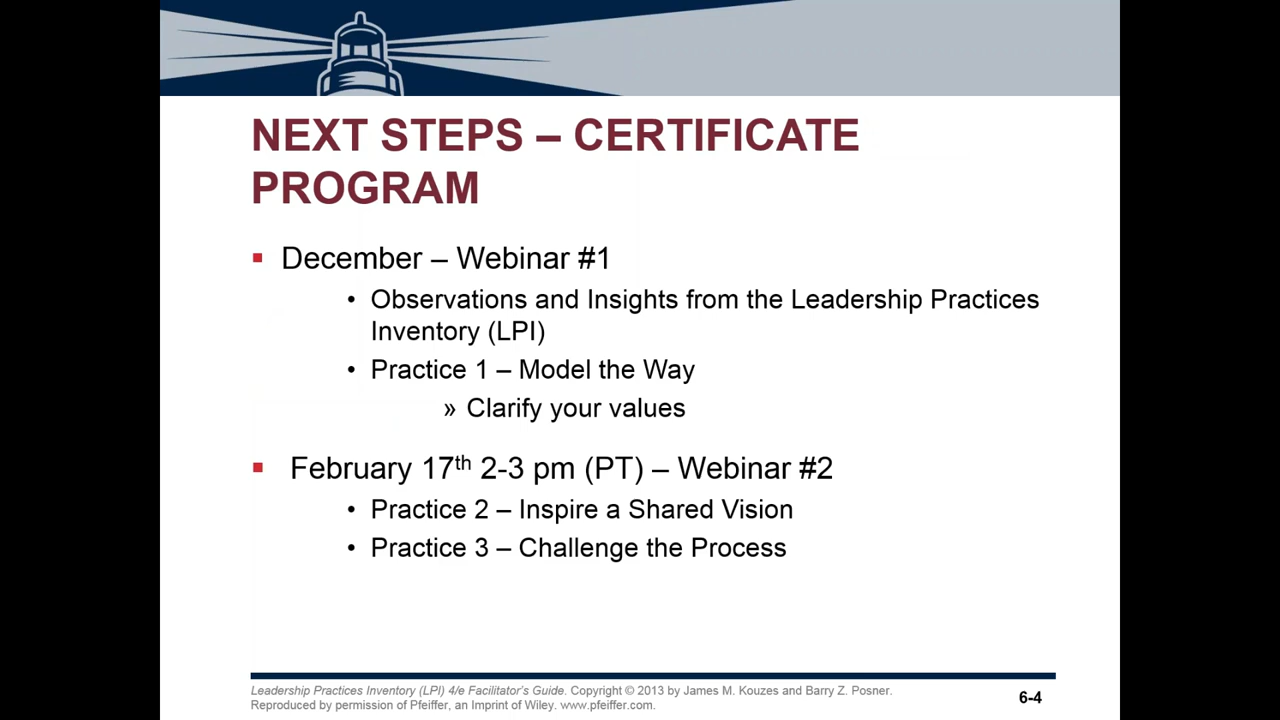 NEXT STEPS – CERTIFICATE
PROGRAM
▪ December – Webinar #1
• Observations and Insights from the Leadership Practices
Inventory (LPI)
• Practice 1 – Model the Way
» Clarify your values
▪ February 17th 2-3 pm (PT) – Webinar #2
• Practice 2 – Inspire a Shared Vision
• Practice 3 – Challenge the Process
Leadership Practices Inventory (LPI) 4/e Facilitator's Guide. Copyright © 2013 by James M. Kouzes and Barry Z. Posner.
Reproduced by permission of Pfeiffer, an Imprint of Wiley. www.pfeiffer.com.
6-4